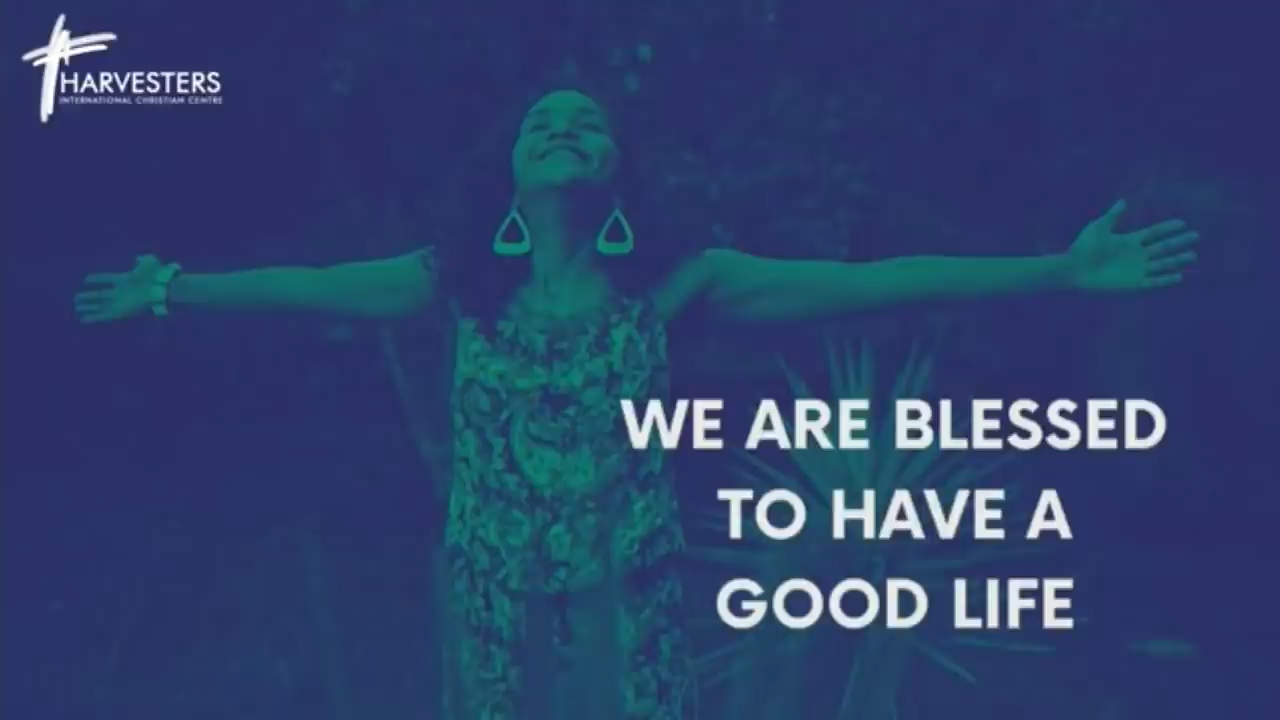 HARVESTERS
INTERNATIONAL CHRISTIAN CENTRE
WE ARE BLESSED
TO HAVE A
GOOD LIFE